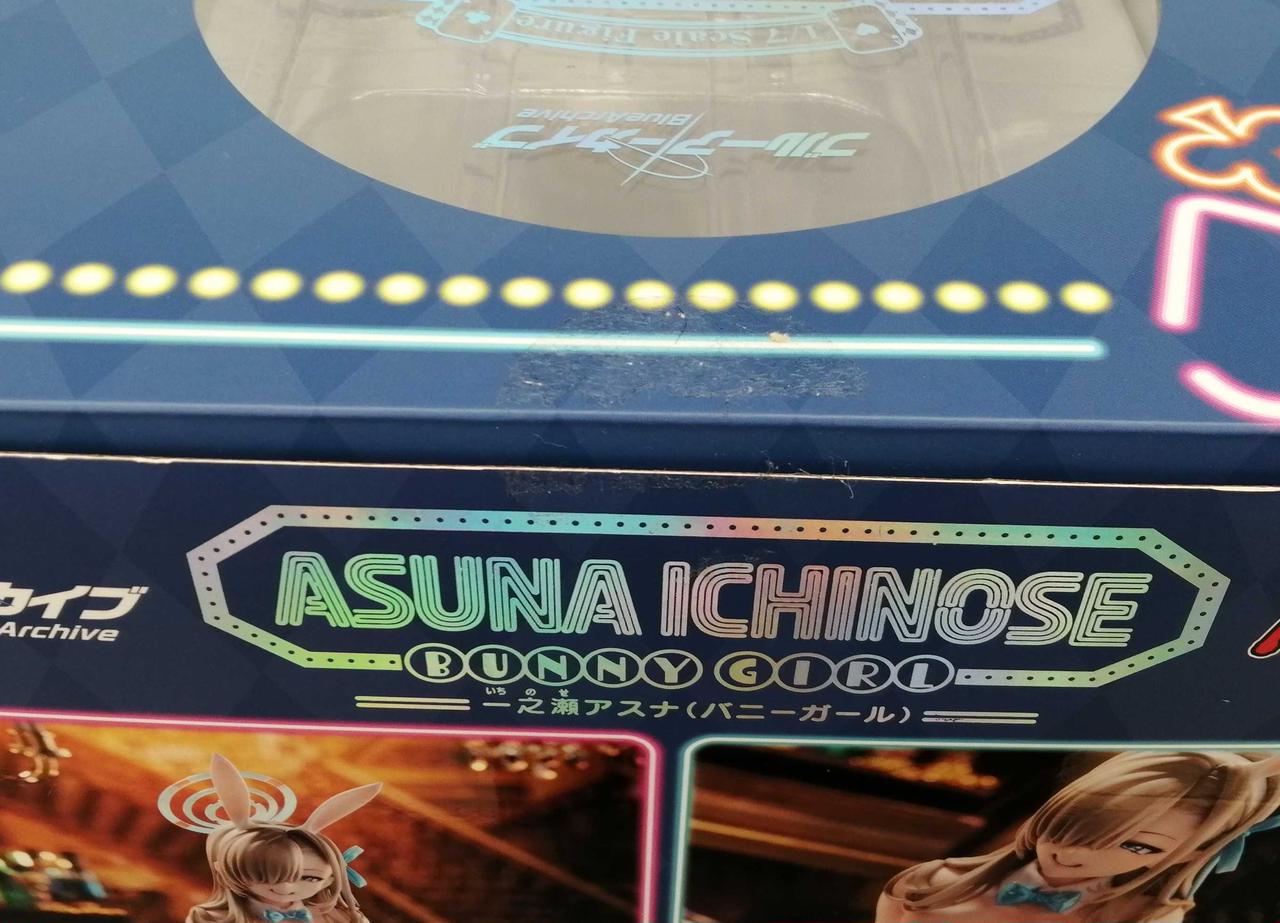 1/7 Scale Figure
BlueArchive
ブルーアーカイブ
カイブ
Archive
ASUNA ICHINOSE
BUNNY GIRL
いちのせ
一之瀬アスナ(バニーガール)